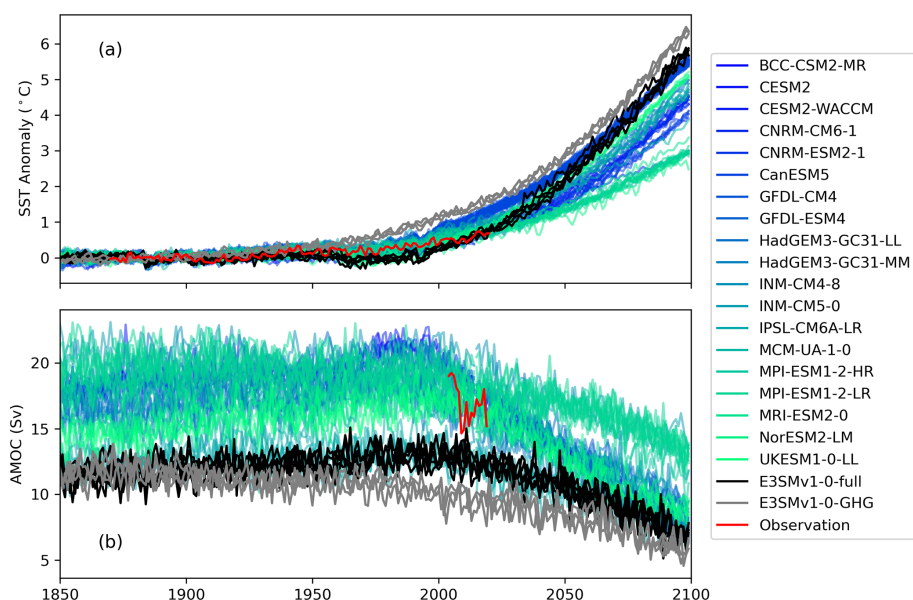 (a)
SST Anomaly (°C)
6
5
4
3
2
1
0
(b)
AMOC (Sv)
20
15
10
5
1850
1900
1950
2000
2050
2100
BCC-CSM2-MR
CESM2
CESM2-WACCM
CNRM-CM6-1
CNRM-ESM2-1
CanESM5
GFDL-CM4
GFDL-ESM4
HadGEM3-GC31-LL
HadGEM3-GC31-MM
INM-CM4-8
INM-CM5-0
IPSL-CM6A-LR
MCM-UA-1-0
MPI-ESM1-2-HR
MPI-ESM1-2-LR
MRI-ESM2-0
NorESM2-LM
UKESM1-0-LL
E3SMv1-0-full
E3SMv1-0-GHG
Observation